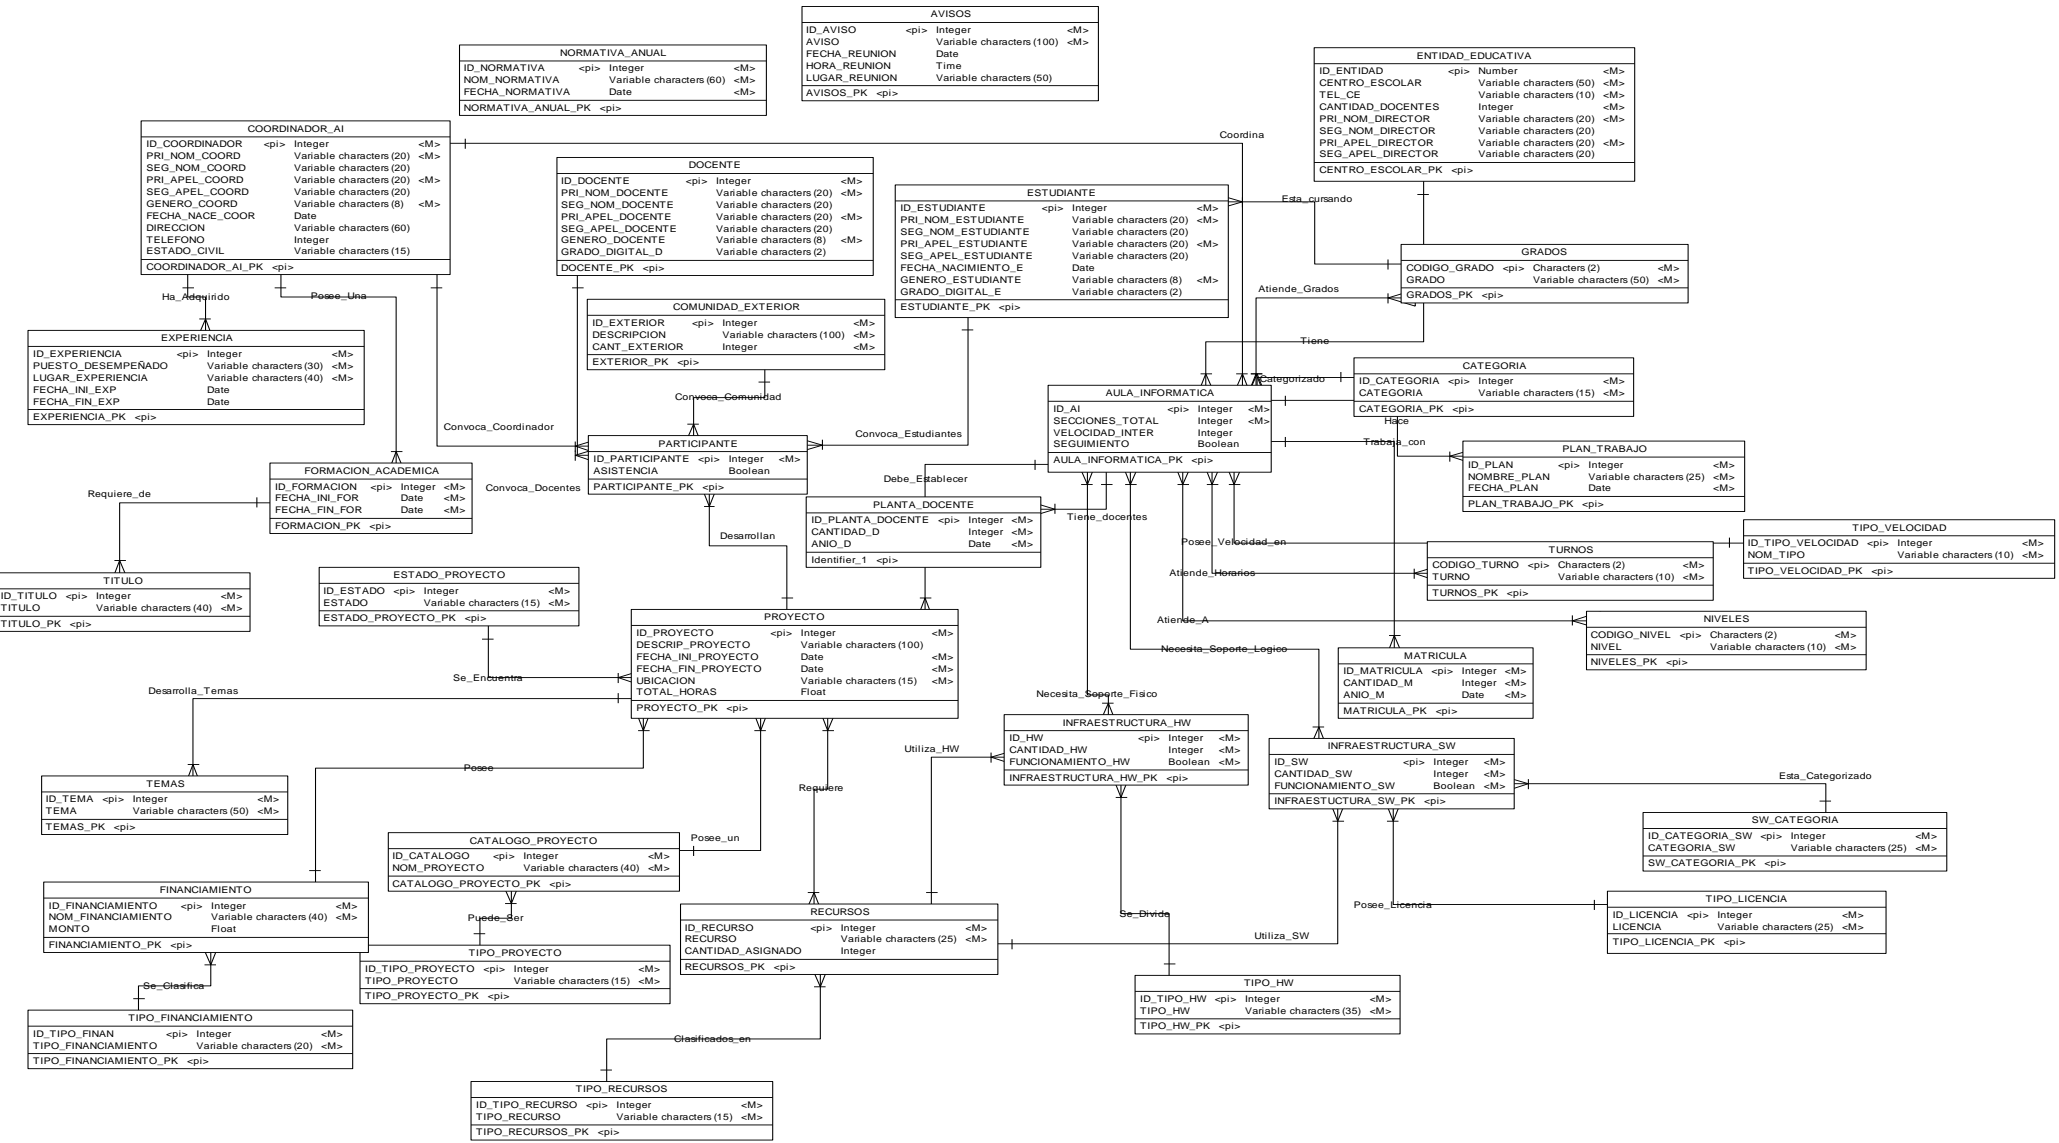 AVISOS
ID_AVISO <pi> Integer <M>
AVISO Variable characters (100) <M>
FECHA_REUNION Date
HORA_REUNION Time
LUGAR_REUNION Variable characters (50)
AVISOS_PK <pi>
NORMATIVA_ANUAL
ID_NORMATIVA <pi> Integer <M>
NOM_NORMATIVA Variable characters (60) <M>
FECHA_NORMATIVA Date <M>
NORMATIVA_ANUAL_PK <pi>
ENTIDAD_EDUCATIVA
ID_ENTIDAD <pi> Number <M>
CENTRO_ESCOLAR Variable characters (50) <M>
TEL_CE Variable characters (10) <M>
CANTIDAD_DOCENTES Integer <M>
PRI_NOM_DIRECTOR Variable characters (20) <M>
SEG_NOM_DIRECTOR Variable characters (20)
PRI_APEL_DIRECTOR Variable characters (20) <M>
SEG_APEL_DIRECTOR Variable characters (20)
CENTRO_ESCOLAR_PK <pi>
COORDINADOR_AI
ID_COORDINADOR <pi> Integer <M>
PRI_NOM_COORD Variable characters (20) <M>
SEG_NOM_COORD Variable characters (20)
PRI_APEL_COORD Variable characters (20) <M>
SEG_APEL_COORD Variable characters (20)
GENERO_COORD Variable characters (8) <M>
FECHA_NACE_COOR Date
DIRECCION Variable characters (60)
TELEFONO Integer
ESTADO_CIVIL Variable characters (15)
COORDINADOR_AI_PK <pi>
Coordina
DOCENTE
ID_DOCENTE <pi> Integer <M>
PRI_NOM_DOCENTE Variable characters (20) <M>
SEG_NOM_DOCENTE Variable characters (20)
PRI_APEL_DOCENTE Variable characters (20) <M>
SEG_APEL_DOCENTE Variable characters (20)
GENERO_DOCENTE Variable characters (8) <M>
GRADO_DIGITAL_D Variable characters (2)
DOCENTE_PK <pi>
ESTUDIANTE
ID_ESTUDIANTE <pi> Integer <M>
PRI_NOM_ESTUDIANTE Variable characters (20) <M>
SEG_NOM_ESTUDIANTE Variable characters (20)
PRI_APEL_ESTUDIANTE Variable characters (20) <M>
SEG_APEL_ESTUDIANTE Variable characters (20)
FECHA_NACIMIENTO_E Date
GENERO_ESTUDIANTE Variable characters (8) <M>
GRADO_DIGITAL_E Variable characters (2)
ESTUDIANTE_PK <pi>
Esta_cursando
GRADOS
CODIGO_GRADO <pi> Characters (2) <M>
GRADO Variable characters (50) <M>
GRADOS_PK <pi>
Atiende_Grados
Ha_Adquirido
Posee_Una
COMUNIDAD_EXTERIOR
ID_EXTERIOR <pi> Integer <M>
DESCRIPCION Variable characters (100) <M>
CANT_EXTERIOR Integer <M>
EXTERIOR_PK <pi>
EXPERIENCIA
ID_EXPERIENCIA <pi> Integer <M>
PUESTO_DESEMPEÑADO Variable characters (30) <M>
LUGAR_EXPERIENCIA Variable characters (40) <M>
FECHA_INI_EXP Date
FECHA_FIN_EXP Date
EXPERIENCIA_PK <pi>
Tiene
CATEGORIA
ID_CATEGORIA <pi> Integer <M>
CATEGORIA Variable characters (15) <M>
CATEGORIA_PK <pi>
Categorizado
AULA_INFORMATICA
ID_AI <pi> Integer <M>
SECCIONES_TOTAL Integer <M>
VELOCIDAD_INTER Integer
SEGUIMIENTO Boolean
AULA_INFORMATICA_PK <pi>
Convoca_Comunidad
Convoca_Coordinador
Convoca_Estudiantes
Hace
Trabaja_con
PARTICIPANTE
ID_PARTICIPANTE <pi> Integer <M>
ASISTENCIA Boolean
PARTICIPANTE_PK <pi>
PLAN_TRABAJO
ID_PLAN <pi> Integer <M>
NOMBRE_PLAN Variable characters (25) <M>
FECHA_PLAN Date <M>
PLAN_TRABAJO_PK <pi>
FORMACION_ACADEMICA
ID_FORMACION <pi> Integer <M>
FECHA_INI_FOR Date <M>
FECHA_FIN_FOR Date <M>
FORMACION_PK <pi>
Requiere_de
Convoca_Docentes
Debe_Establecer
PLANTA_DOCENTE
ID_PLANTA_DOCENTE <pi> Integer <M>
CANTIDAD_D Integer <M>
ANIO_D Date <M>
Identifier_1 <pi>
Tiene_docentes
Desarrollan
Posee_Velocidad_en
TIPO_VELOCIDAD
ID_TIPO_VELOCIDAD <pi> Integer <M>
NOM_TIPO Variable characters (10) <M>
TIPO_VELOCIDAD_PK <pi>
TURNOS
CODIGO_TURNO <pi> Characters (2) <M>
TURNO Variable characters (10) <M>
TURNOS_PK <pi>
Atiende_Horarios
TITULO
ID_TITULO <pi> Integer <M>
TITULO Variable characters (40) <M>
TITULO_PK <pi>
ESTADO_PROYECTO
ID_ESTADO <pi> Integer <M>
ESTADO Variable characters (15) <M>
ESTADO_PROYECTO_PK <pi>
PROYECTO
ID_PROYECTO <pi> Integer <M>
DESCRIP_PROYECTO Variable characters (100)
FECHA_INI_PROYECTO Date <M>
FECHA_FIN_PROYECTO Date <M>
UBICACION Variable characters (15) <M>
TOTAL_HORAS Float
PROYECTO_PK <pi>
Atiende_A
NIVELES
CODIGO_NIVEL <pi> Characters (2) <M>
NIVEL Variable characters (10) <M>
NIVELES_PK <pi>
Necesita_Soporte_Logico
MATRICULA
ID_MATRICULA <pi> Integer <M>
CANTIDAD_M Integer <M>
ANIO_M Date <M>
MATRICULA_PK <pi>
Se_Encuentra
Desarrolla_Temas
Necesita_Soporte_Fisico
INFRAESTRUCTURA_HW
ID_HW <pi> Integer <M>
CANTIDAD_HW Integer <M>
FUNCIONAMIENTO_HW Boolean <M>
INFRAESTRUCTURA_HW_PK <pi>
Utiliza_HW
INFRAESTRUCTURA_SW
ID_SW <pi> Integer <M>
CANTIDAD_SW Integer <M>
FUNCIONAMIENTO_SW Boolean <M>
INFRAESTUCTURA_SW_PK <pi>
Esta_Categorizado
Posee
Requiere
TEMAS
ID_TEMA <pi> Integer <M>
TEMA Variable characters (50) <M>
TEMAS_PK <pi>
SW_CATEGORIA
ID_CATEGORIA_SW <pi> Integer <M>
CATEGORIA_SW Variable characters (25) <M>
SW_CATEGORIA_PK <pi>
CATALOGO_PROYECTO
ID_CATALOGO <pi> Integer <M>
NOM_PROYECTO Variable characters (40) <M>
CATALOGO_PROYECTO_PK <pi>
Posee_un
FINANCIAMIENTO
ID_FINANCIAMIENTO <pi> Integer <M>
NOM_FINANCIAMIENTO Variable characters (40) <M>
MONTO Float
FINANCIAMIENTO_PK <pi>
Puede_Ser
RECURSOS
ID_RECURSO <pi> Integer <M>
RECURSO Variable characters (25) <M>
CANTIDAD_ASIGNADO Integer
RECURSOS_PK <pi>
Se_Divide
Utiliza_SW
Posee_Licencia
TIPO_LICENCIA
ID_LICENCIA <pi> Integer <M>
LICENCIA Variable characters (25) <M>
TIPO_LICENCIA_PK <pi>
TIPO_PROYECTO
ID_TIPO_PROYECTO <pi> Integer <M>
TIPO_PROYECTO Variable characters (15) <M>
TIPO_PROYECTO_PK <pi>
Se_Clasifica
TIPO_HW
ID_TIPO_HW <pi> Integer <M>
TIPO_HW Variable characters (35) <M>
TIPO_HW_PK <pi>
TIPO_FINANCIAMIENTO
ID_TIPO_FINAN <pi> Integer <M>
TIPO_FINANCIAMIENTO Variable characters (20) <M>
TIPO_FINANCIAMIENTO_PK <pi>
Clasificados_en
TIPO_RECURSOS
ID_TIPO_RECURSO <pi> Integer <M>
TIPO_RECURSO Variable characters (15) <M>
TIPO_RECURSOS_PK <pi>